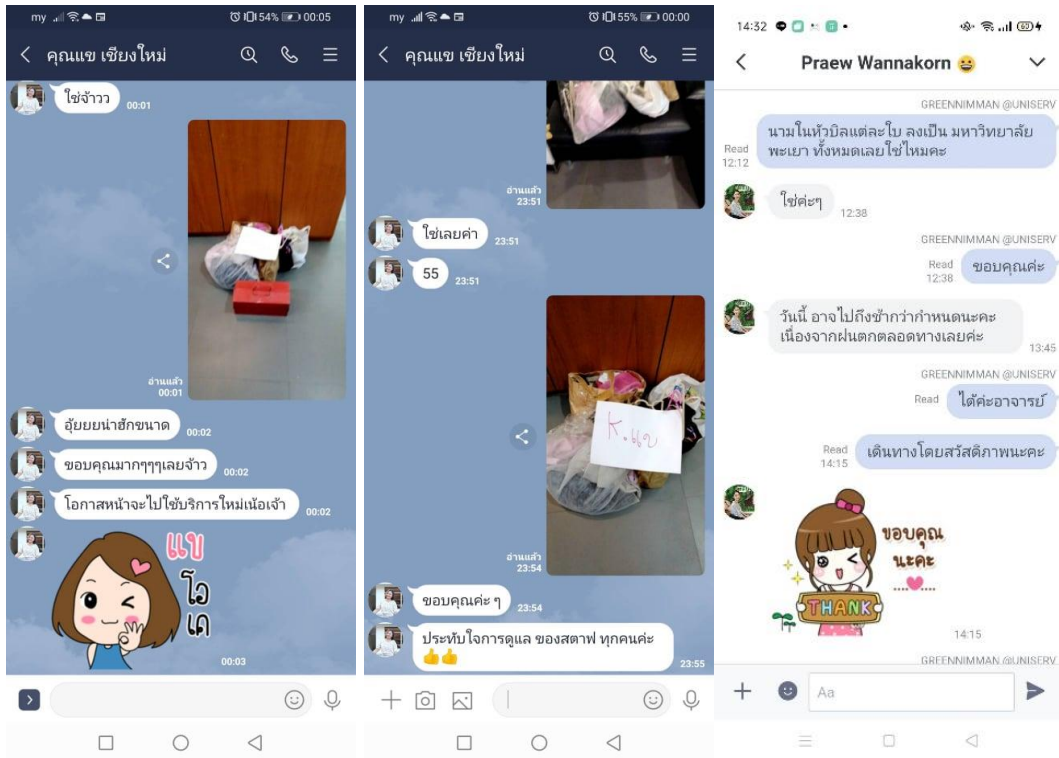 my 54% 00:05
คุณแข เชียงใหม่
ใช่จ้าวว 00:01
อ่านแล้ว
00:01
อุ้ยยยน่าฮักขนาด 00:02
ขอบคุณมากๆๆๆเลยจ้าว 00:02
โอกาสหน้าจะไปใช้บริการใหม่เน้อเจ้า 00:02
แข
โอ
เค
00:03
my 55% 00:00
คุณแข เชียงใหม่
อ่านแล้ว
23:51
ใช่เลยค่า 23:51
55 23:51
K.แข
อ่านแล้ว
23:54
ขอบคุณค่ะ ๆ 23:54
ประทับใจการดูแล ของสตาฟ ทุกคนค่ะ
👍👍 23:55
14:32
Praew Wannakorn 😀
GREENNIMMAN @UNISERV
นามในหัวบิลแต่ละใบ ลงเป็น มหาวิทยาลัย
พะเยา ทั้งหมดเลยใช่ไหมคะ
Read
12:12
ใช่ค่ะๆ 12:38
GREENNIMMAN @UNISERV
ขอบคุณค่ะ
Read
12:38
วันนี้ อาจไปถึงช้ากว่ากำหนดนะคะ
เนื่องจากฝนตกตลอดทางเลยค่ะ
13:45
GREENNIMMAN @UNISERV
Read ได้ค่ะอาจารย์
เดินทางโดยสวัสดิภาพนะคะ
Read
14:15
ขอบคุณ
นะคะ
THANK
14:15
GREENNIMMAN @UNISERV
Aa